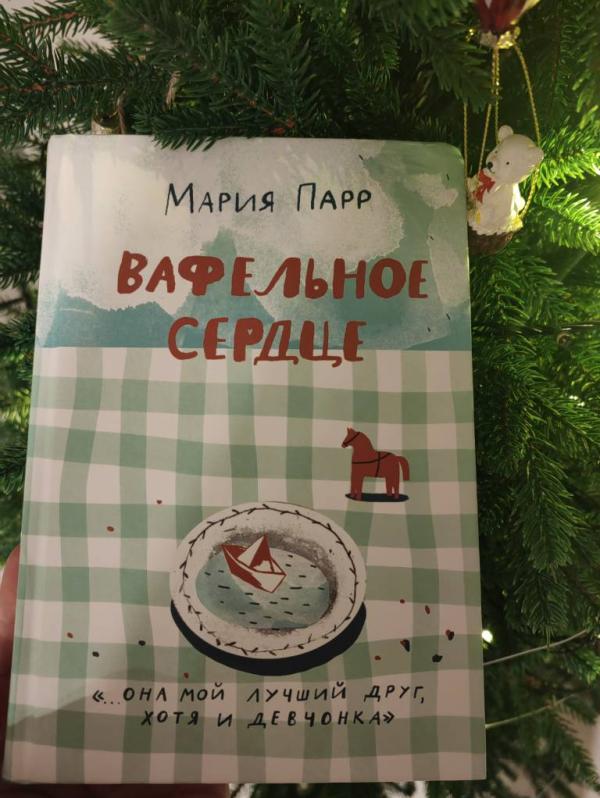 Мария Парр
ВАФЕЛЬНОЕ
СЕРДЦЕ
«...ОНА МОЙ ЛУЧШИЙ ДРУГ,
ХОТЯ И ДЕВЧОНКА»